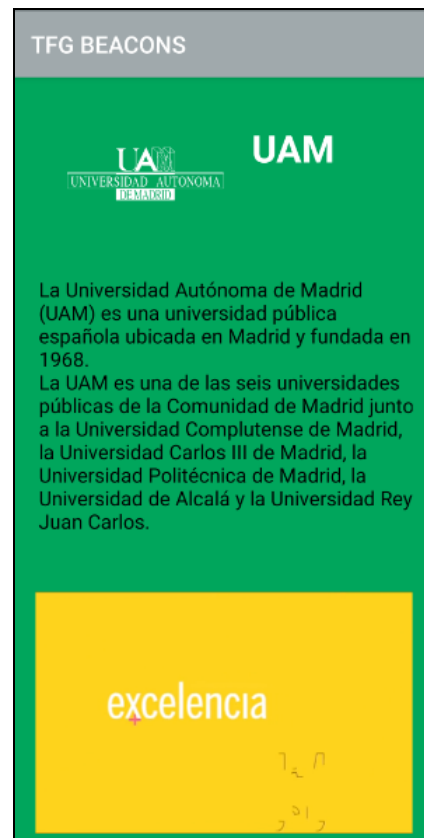 TFG BEACONS
UAM
UAM
UNIVERSIDAD AUTONOMA
DE MADRID
La Universidad Autónoma de Madrid
(UAM) es una universidad pública
española ubicada en Madrid y fundada en
1968.
La UAM es una de las seis universidades
públicas de la Comunidad de Madrid junto
a la Universidad Complutense de Madrid,
la Universidad Carlos III de Madrid, la
Universidad Politécnica de Madrid, la
Universidad de Alcalá y la Universidad Rey
Juan Carlos.
excelencia